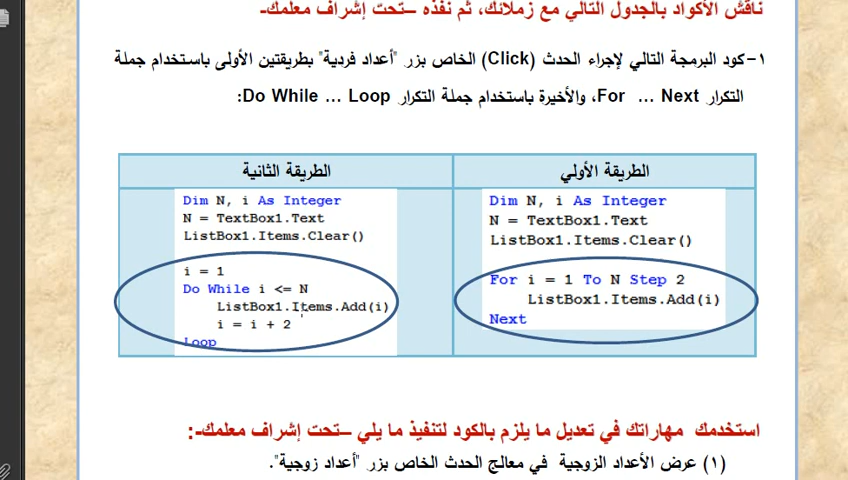 ناقش الأكواد بالجدول التالي مع زملائك، ثم نفذه –تحت إشراف معلمك-
١-كود البرمجة التالي لإجراء الحدث (Click) الخاص بزر "أعداد فردية" بطريقتين الأولى باستخدام جملة
التكرار For ... Next، والأخيرة باستخدام جملة التكرار Do While ... Loop:
الطريقة الأولي
Dim N, i As Integer
N = TextBox1.Text
ListBox1.Items.Clear()
For i = 1 To N Step 2
ListBox1.Items.Add(i)
Next
الطريقة الثانية
Dim N, i As Integer
N = TextBox1.Text
ListBox1.Items.Clear()
i = 1
Do While i <= N
ListBox1.Items.Add(i)
i = i + 2
Loop
استخدمك مهاراتك في تعديل ما يلزم بالكود لتنفيذ ما يلي –تحت إشراف معلمك-:
(١) عرض الأعداد الزوجية في معالج الحدث الخاص بزر "أعداد زوجية".